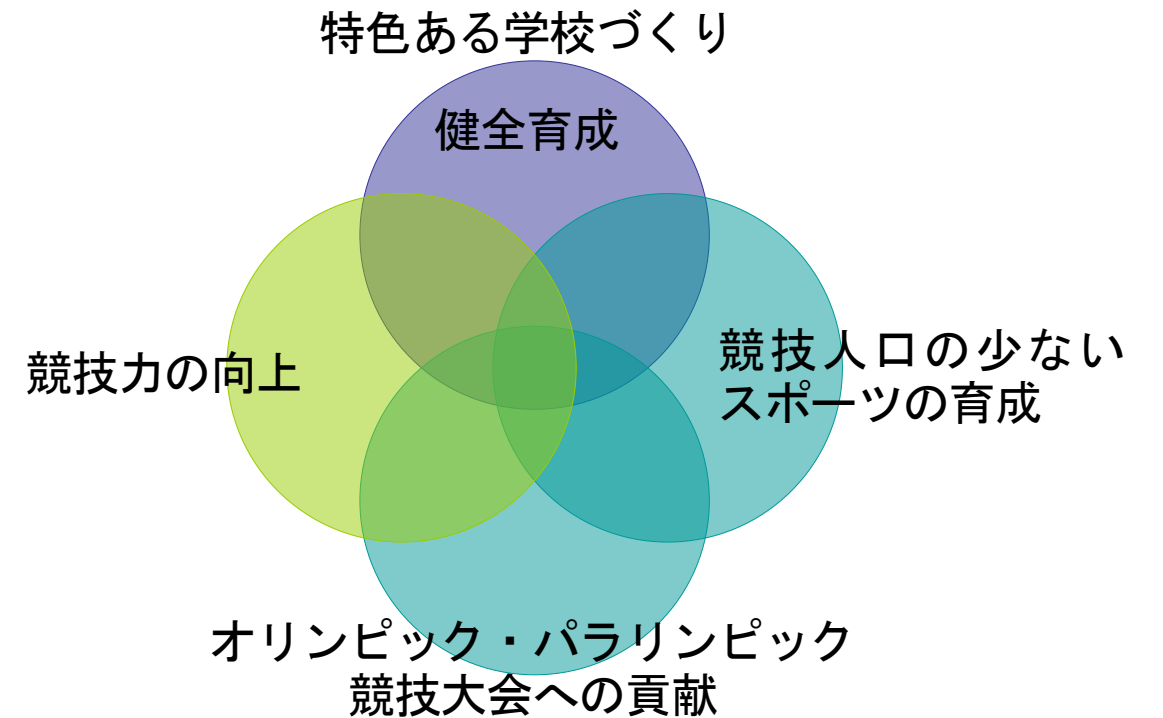 特色ある学校づくり
健全育成
競技力の向上
競技人口の少ない
スポーツの育成
オリンピック・パラリンピック
競技大会への貢献